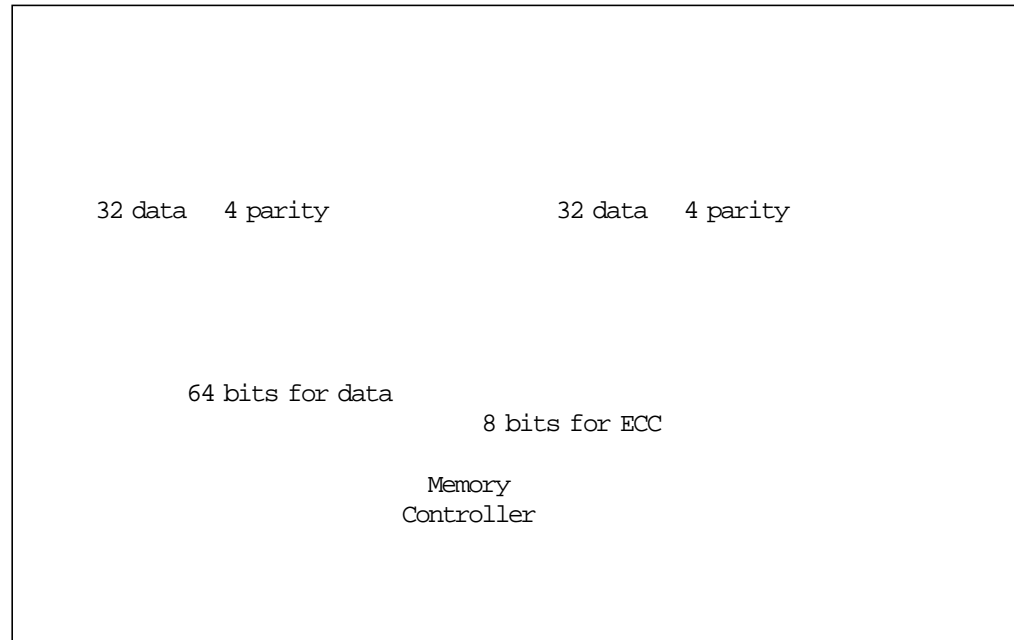 32 data 4 parity 32 data 4 parity
64 bits for data
8 bits for ECC
Memory
Controller